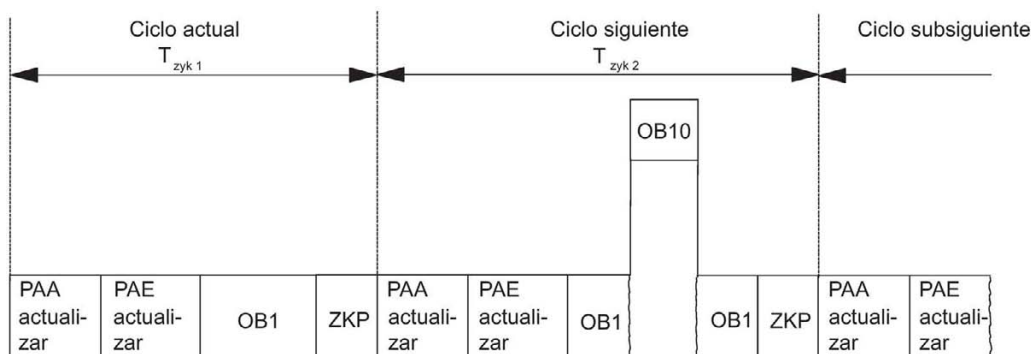 Ciclo actual
T zyk 1
Ciclo siguiente
T zyk 2
Ciclo subsiguiente
OB10
PAA
actuali-
zar
PAE
actuali-
zar
OB1
ZKP
PAA
actuali-
zar
PAE
actuali-
zar
OB1
OB1
ZKP
PAA
actuali-
zar
PAE
actuali-
zar